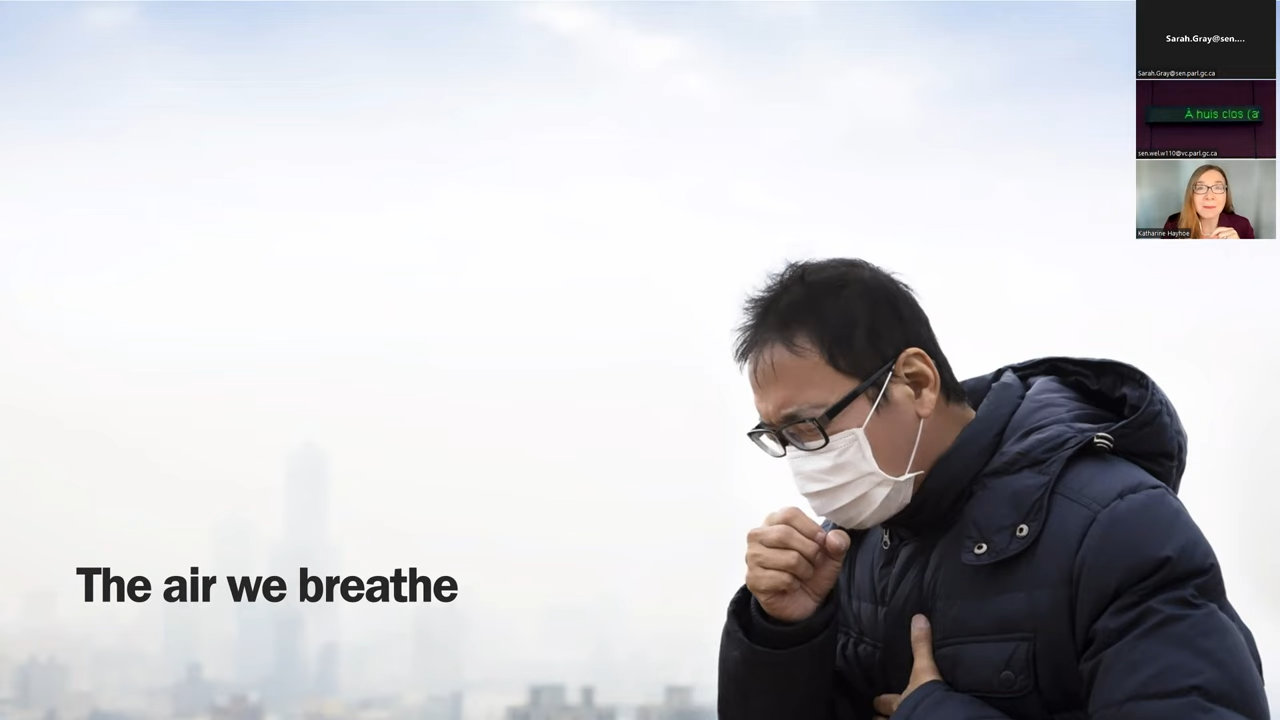 Sarah.Gray@sen....
Sarah.Gray@sen.parl.gc.ca
À huis clos (a
sen.wel.w110@vc.parl.gc.ca
Katharine Hayhoe
The air we breathe